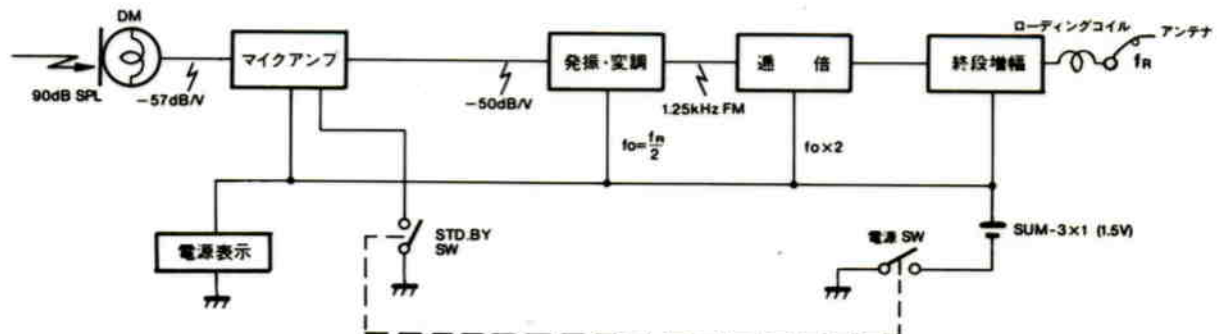 DM
90dB SPL
-57dB/V
マイクアンプ
-50dB/V
発振・変調
1.25kHz FM
逓 倍
終段増幅
ローディングコイル
アンテナ
fR
fo=fR/2
fo×2
電源表示
STD.BY
SW
電源 SW
SUM-3×1 (1.5V)